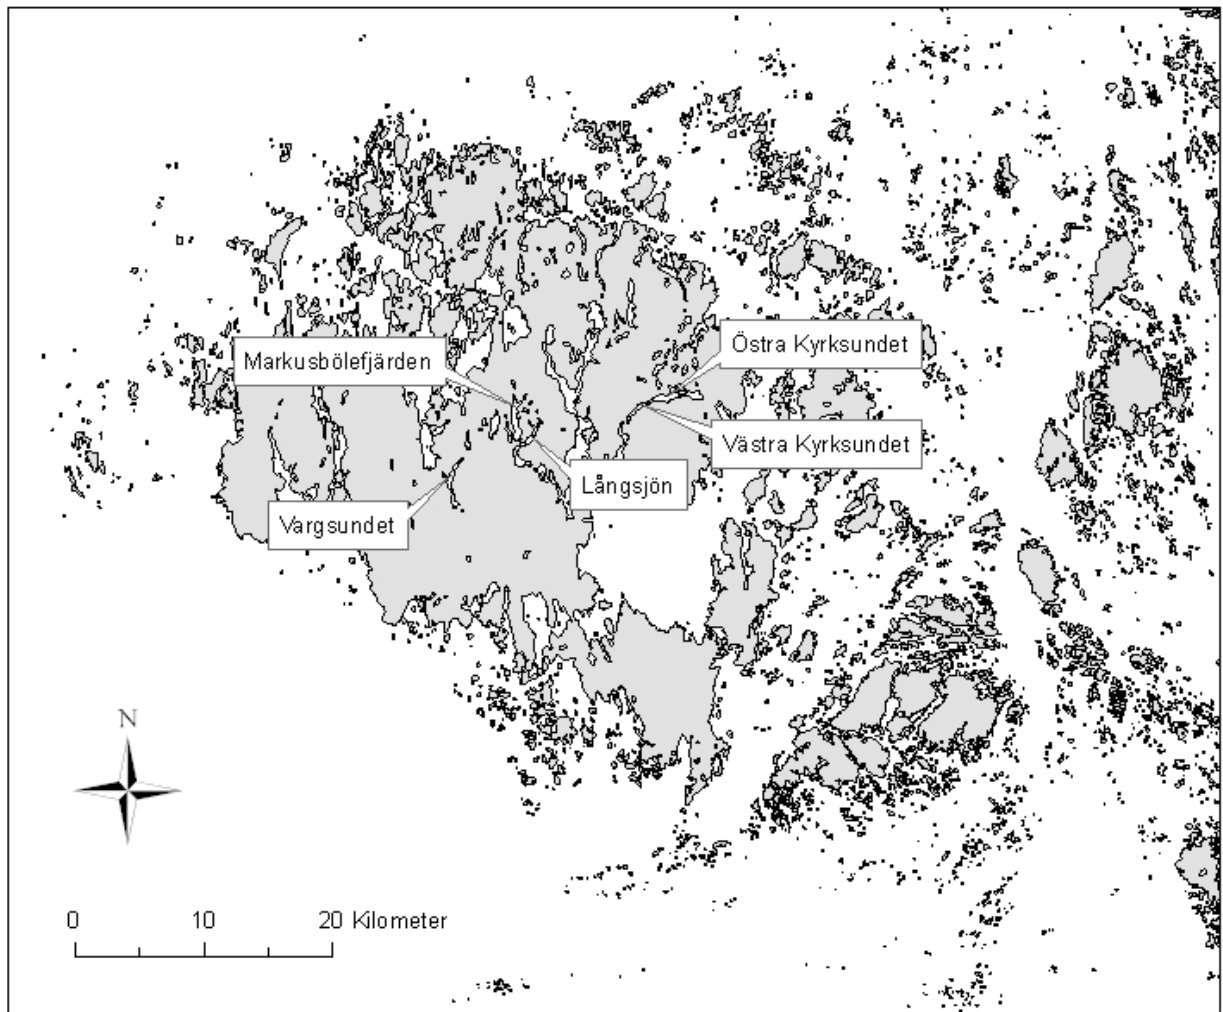 Östra Kyrksundet
Markusbölefjärden
Västra Kyrksundet
Långsjön
Vargsundet
N
0 10 20 Kilometer